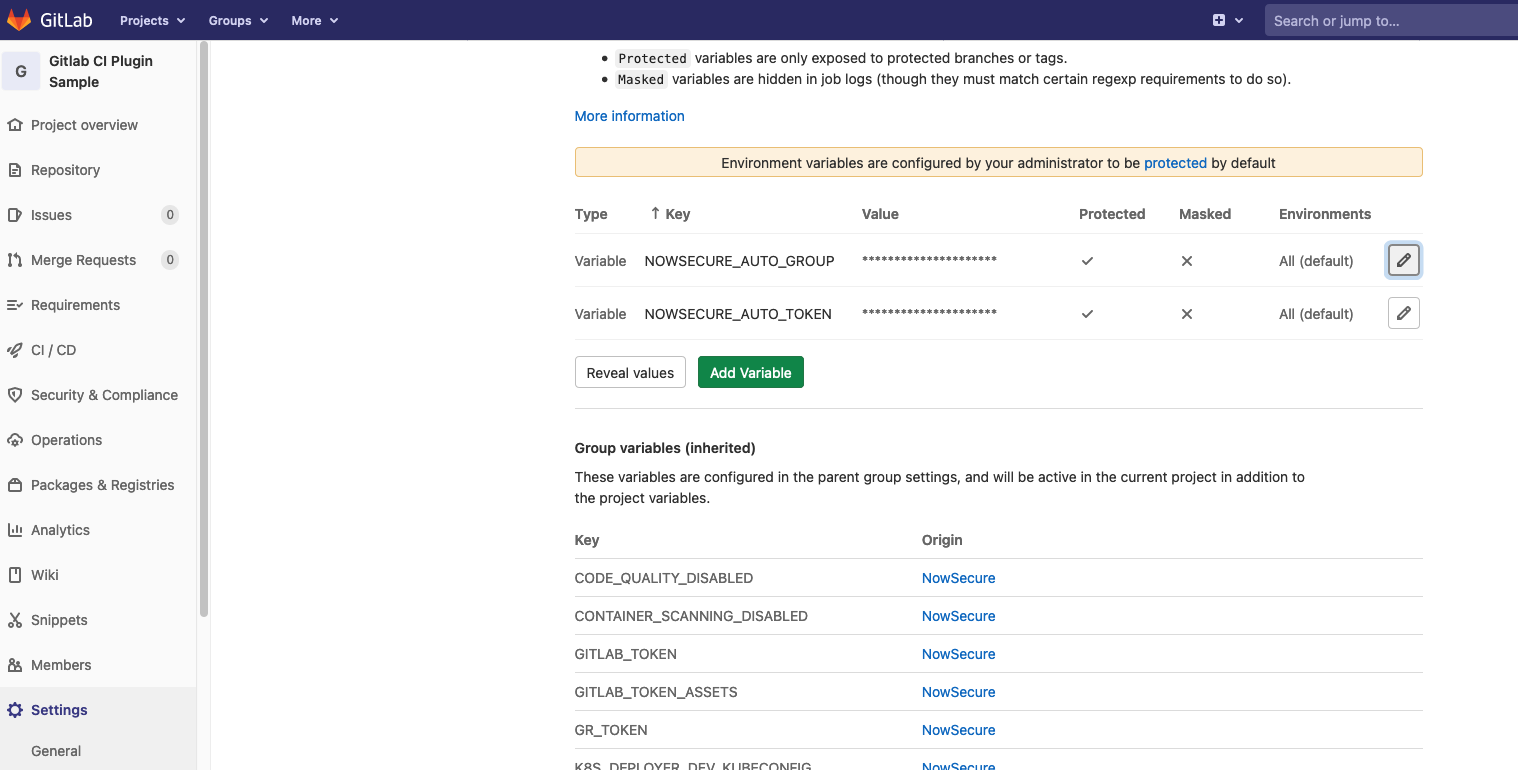 GitLab Projects Groups More Search or jump to...
G Gitlab CI Plugin Sample
Project overview
Repository
Issues 0
Merge Requests 0
Requirements
CI / CD
Security & Compliance
Operations
Packages & Registries
Analytics
Wiki
Snippets
Members
Settings
General
Protected variables are only exposed to protected branches or tags.
Masked variables are hidden in job logs (though they must match certain regexp requirements to do so).
More information
Environment variables are configured by your administrator to be protected by default
Type ↑ Key Value Protected Masked Environments
Variable NOWSECURE_AUTO_GROUP ********************* All (default)
Variable NOWSECURE_AUTO_TOKEN ********************* All (default)
Reveal values Add Variable
Group variables (inherited)
These variables are configured in the parent group settings, and will be active in the current project in addition to
the project variables.
Key Origin
CODE_QUALITY_DISABLED NowSecure
CONTAINER_SCANNING_DISABLED NowSecure
GITLAB_TOKEN NowSecure
GITLAB_TOKEN_ASSETS NowSecure
GR_TOKEN NowSecure
K8S_DEPLOYER_DEV_KUBECONFIG NowSecure